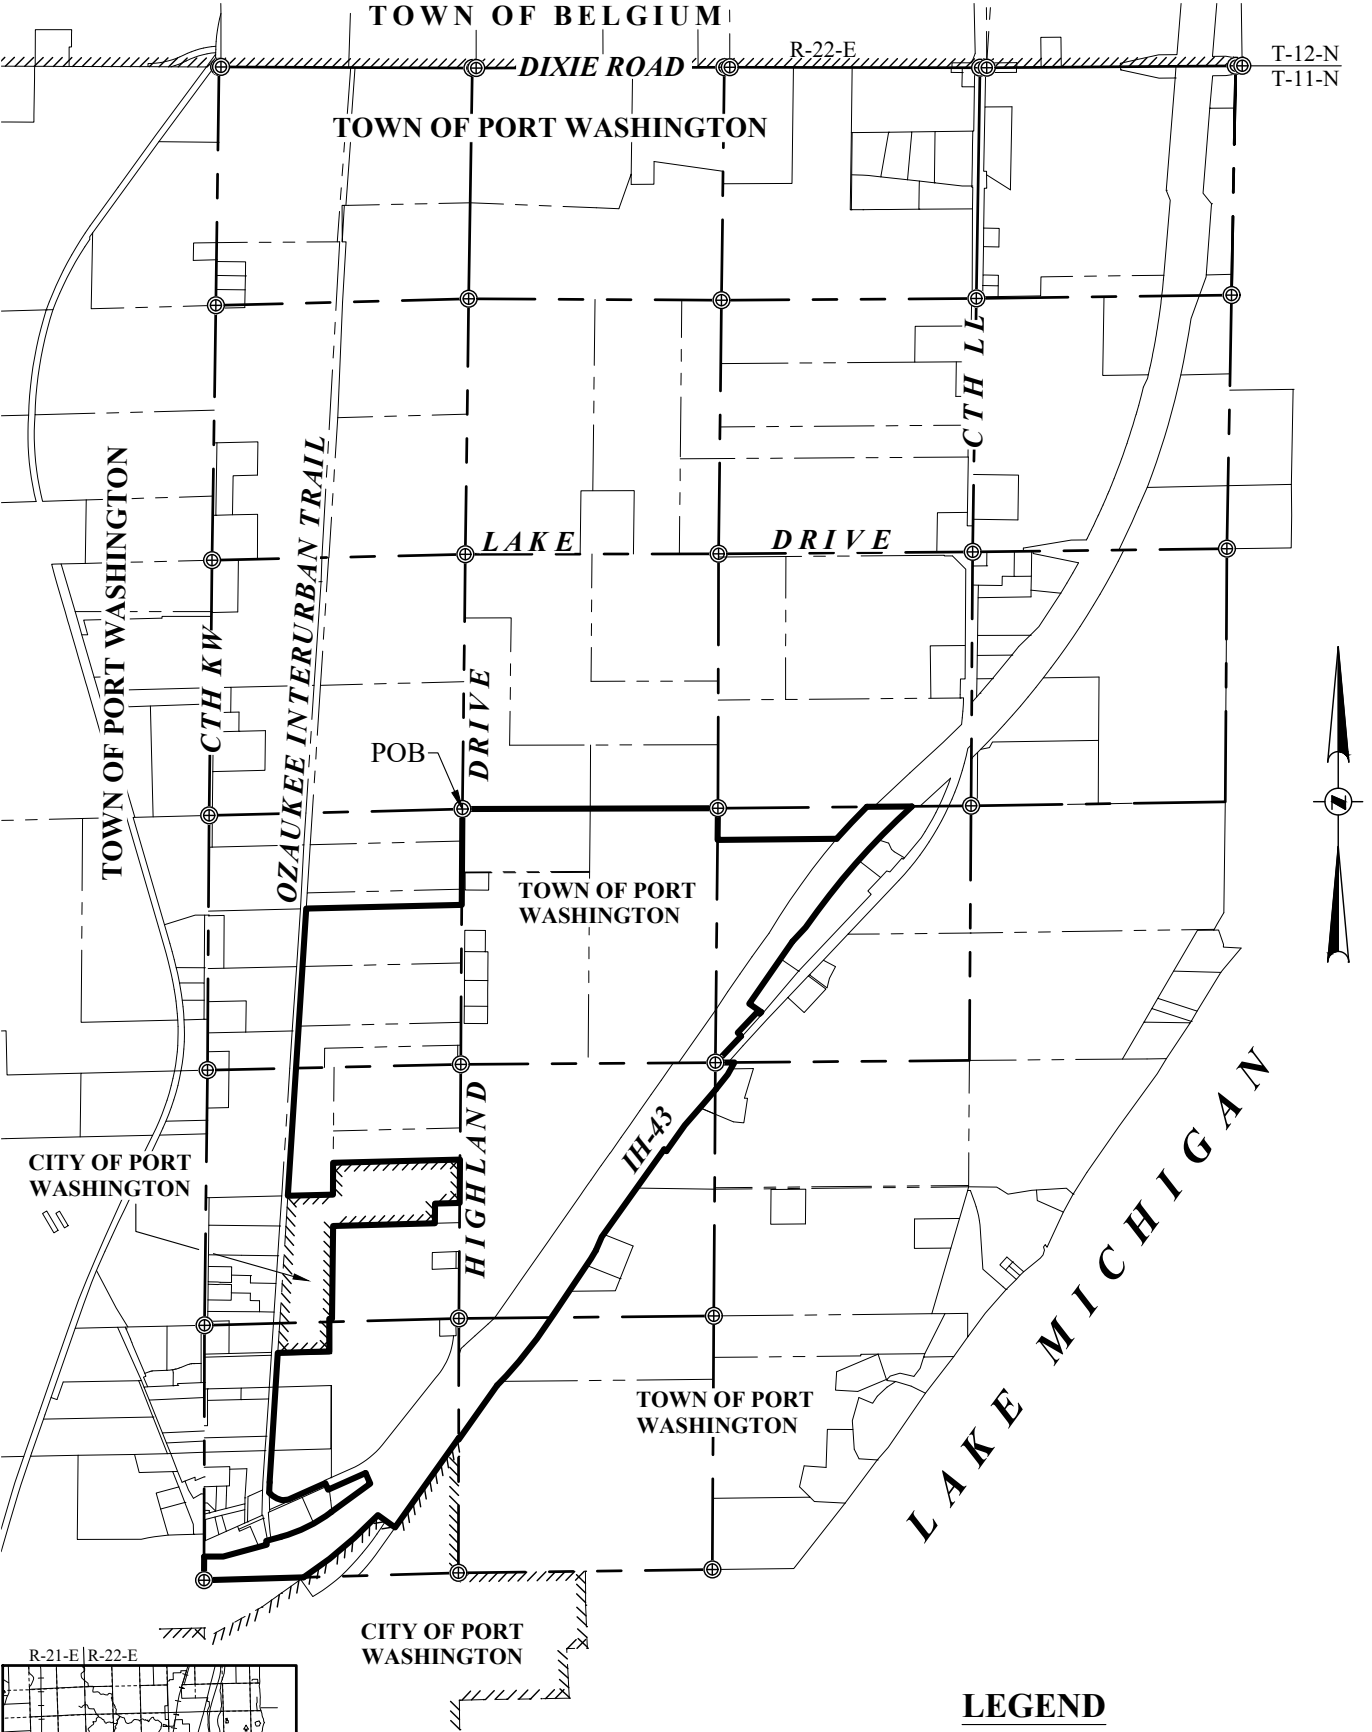 TOWN OF BELGIUM
R-22-E
T-12-N
DIXIE ROAD
T-11-N
TOWN OF PORT WASHINGTON
CTH LL
TOWN OF PORT WASHINGTON
OZAUKEE INTERURBAN TRAIL
LAKE DRIVE
CTH KW
DRIVE
POB
N
TOWN OF PORT
WASHINGTON
HIGHLAND
IH-43
CITY OF PORT
WASHINGTON
LAKE MICHIGAN
TOWN OF PORT
WASHINGTON
CITY OF PORT
WASHINGTON
R-21-E
R-22-E
LEGEND